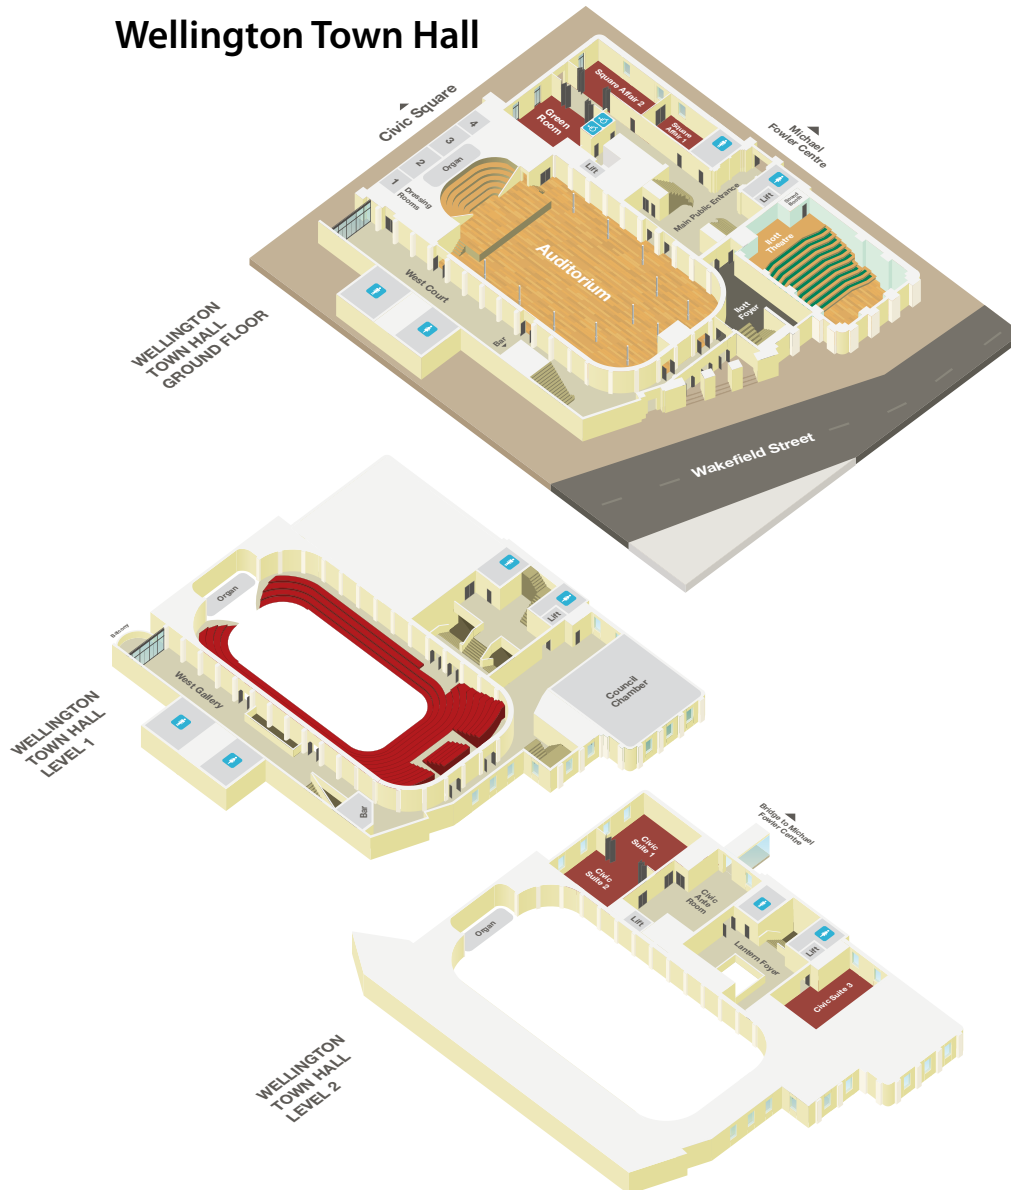 Wellington Town Hall
Civic Square
Michael
Fowler Centre
Square Affair 2
Square
Affair 1
Green
Room
4
3
2
1
Organ
Dressing
Rooms
Lift
Main Public Entrance
Lift
Ilott
Theatre
Auditorium
Ilott
Foyer
West Court
Bar
WELLINGTON
TOWN HALL
GROUND FLOOR
Wakefield Street
Organ
Balcony
West Gallery
Lift
Council
Chamber
Bar
WELLINGTON
TOWN HALL
LEVEL 1
Bridge to Michael
Fowler Centre
Civic
Suite 1
Civic
Suite 2
Civic
Ante
Room
Lift
Organ
Lantern Foyer
Lift
Civic Suite 3
WELLINGTON
TOWN HALL
LEVEL 2